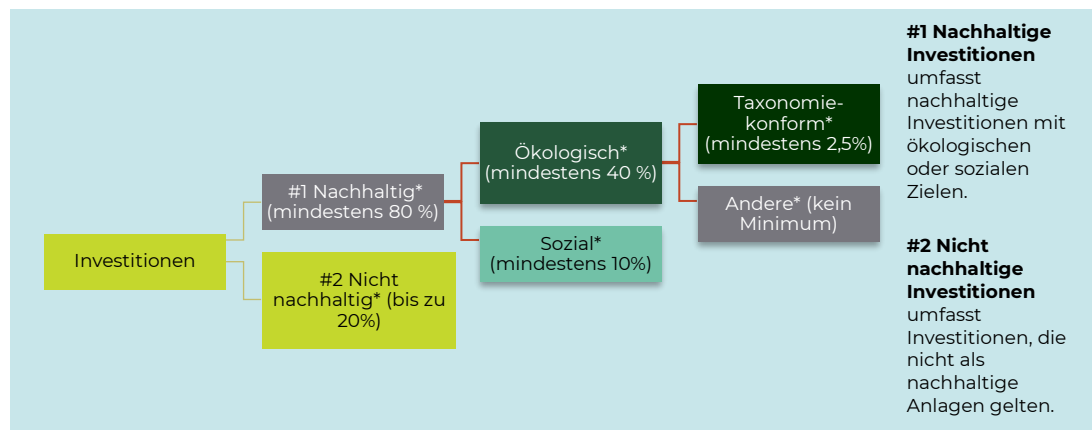 Investitionen
#1 Nachhaltig*
(mindestens 80 %)
#2 Nicht
nachhaltig* (bis zu
20%)
Ökologisch*
(mindestens 40 %)
Sozial*
(mindestens 10%)
Taxonomie-
konform*
(mindestens 2,5%)
Andere* (kein
Minimum)
#1 Nachhaltige
Investitionen
umfasst
nachhaltige
Investitionen mit
ökologischen
oder sozialen
Zielen.
#2 Nicht
nachhaltige
Investitionen
umfasst
Investitionen, die
nicht als
nachhaltige
Anlagen gelten.